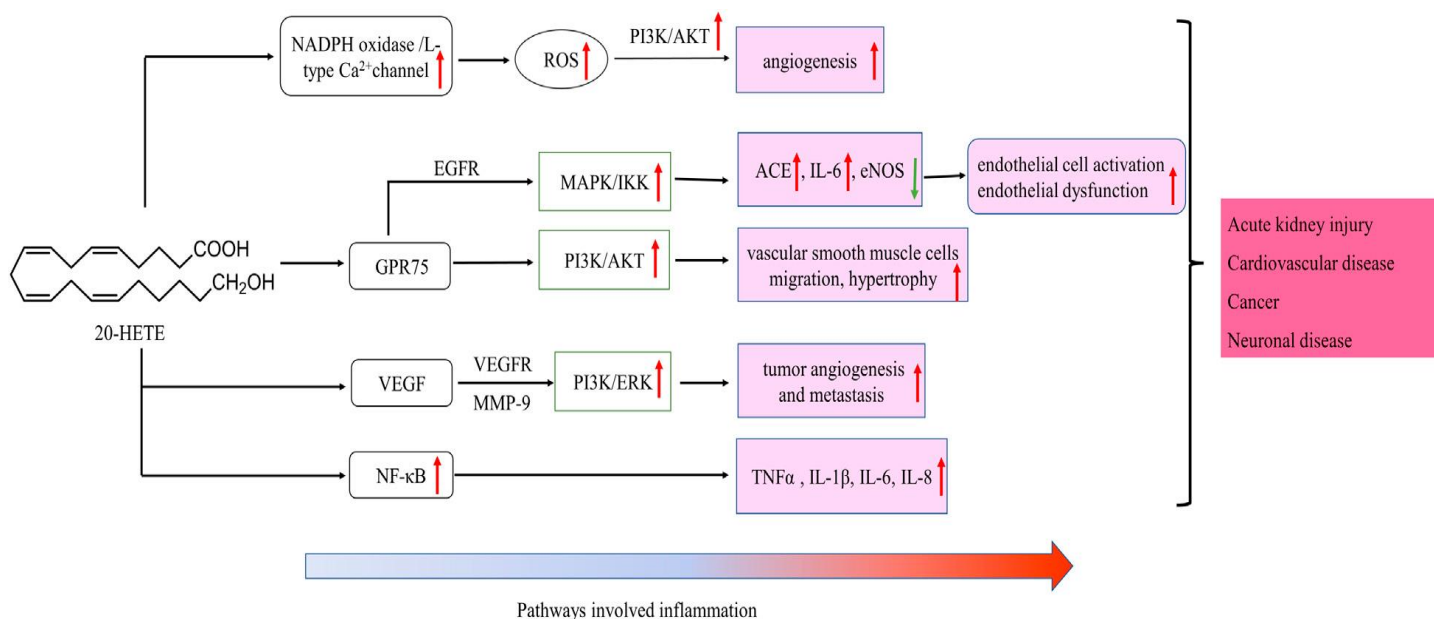 NADPH oxidase /L-
type Ca²⁺channel
ROS
PI3K/AKT
angiogenesis
EGFR
MAPK/IKK
ACE , IL-6 , eNOS
endothelial cell activation
endothelial dysfunction
COOH
CH₂OH
20-HETE
GPR75
PI3K/AKT
vascular smooth muscle cells
migration, hypertrophy
VEGF
VEGFR
MMP-9
PI3K/ERK
tumor angiogenesis
and metastasis
NF-κB
TNFα , IL-1β, IL-6, IL-8
Acute kidney injury
Cardiovascular disease
Cancer
Neuronal disease
Pathways involved inflammation